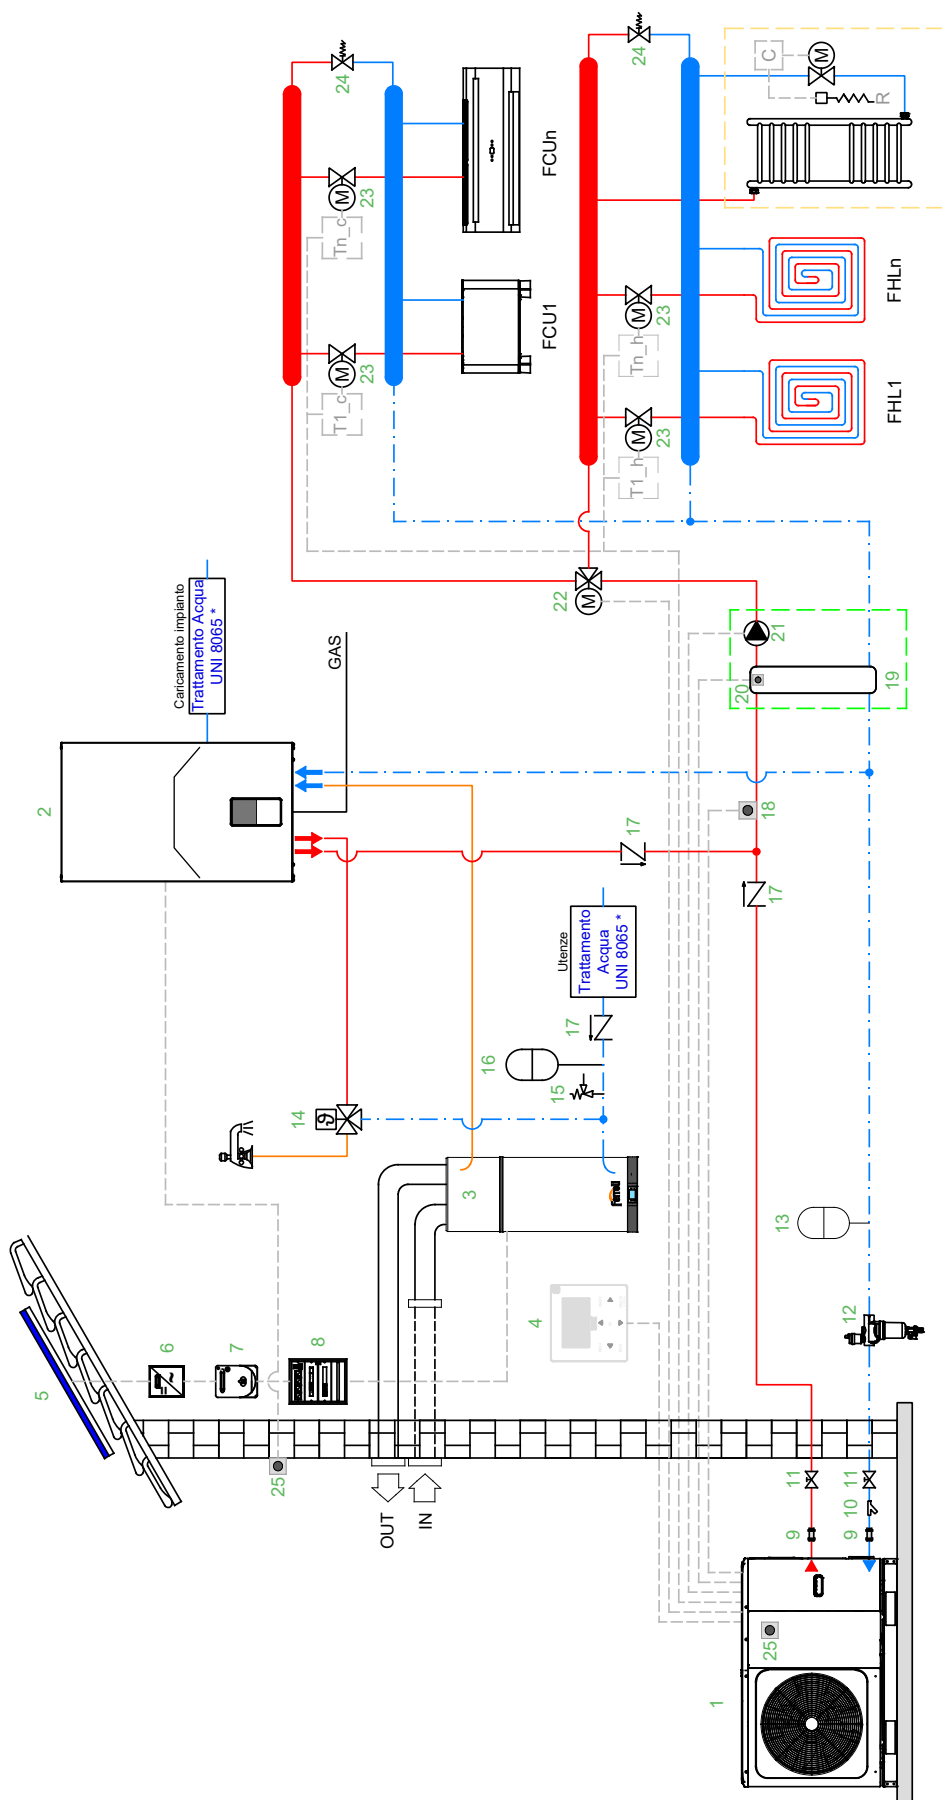 5
6
7
8
25
OUT
IN
2
Caricamento impianto
Trattamento Acqua
UNI 8065 *
GAS
14
3
Ferroli
4
16
15
17
Utenze
Trattamento
Acqua
UNI 8065 *
17
17
18
13
12
11
11
10
9
9
1
25
20
19
21
22
M
24
M
23
Tn_c
M
23
T1_c
FCUn
FCU1
24
M
23
Tn_h
M
23
T1_h
FHLn
FHL1
C
M
R